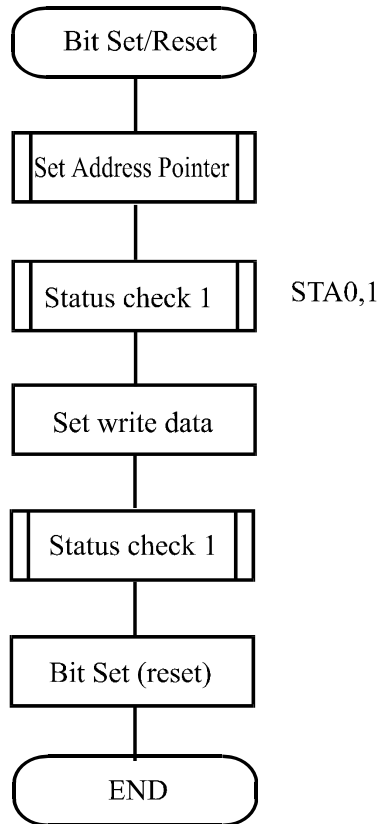 Bit Set/Reset
Set Address Pointer
Status check 1
STA0,1
Set write data
Status check 1
Bit Set (reset)
END